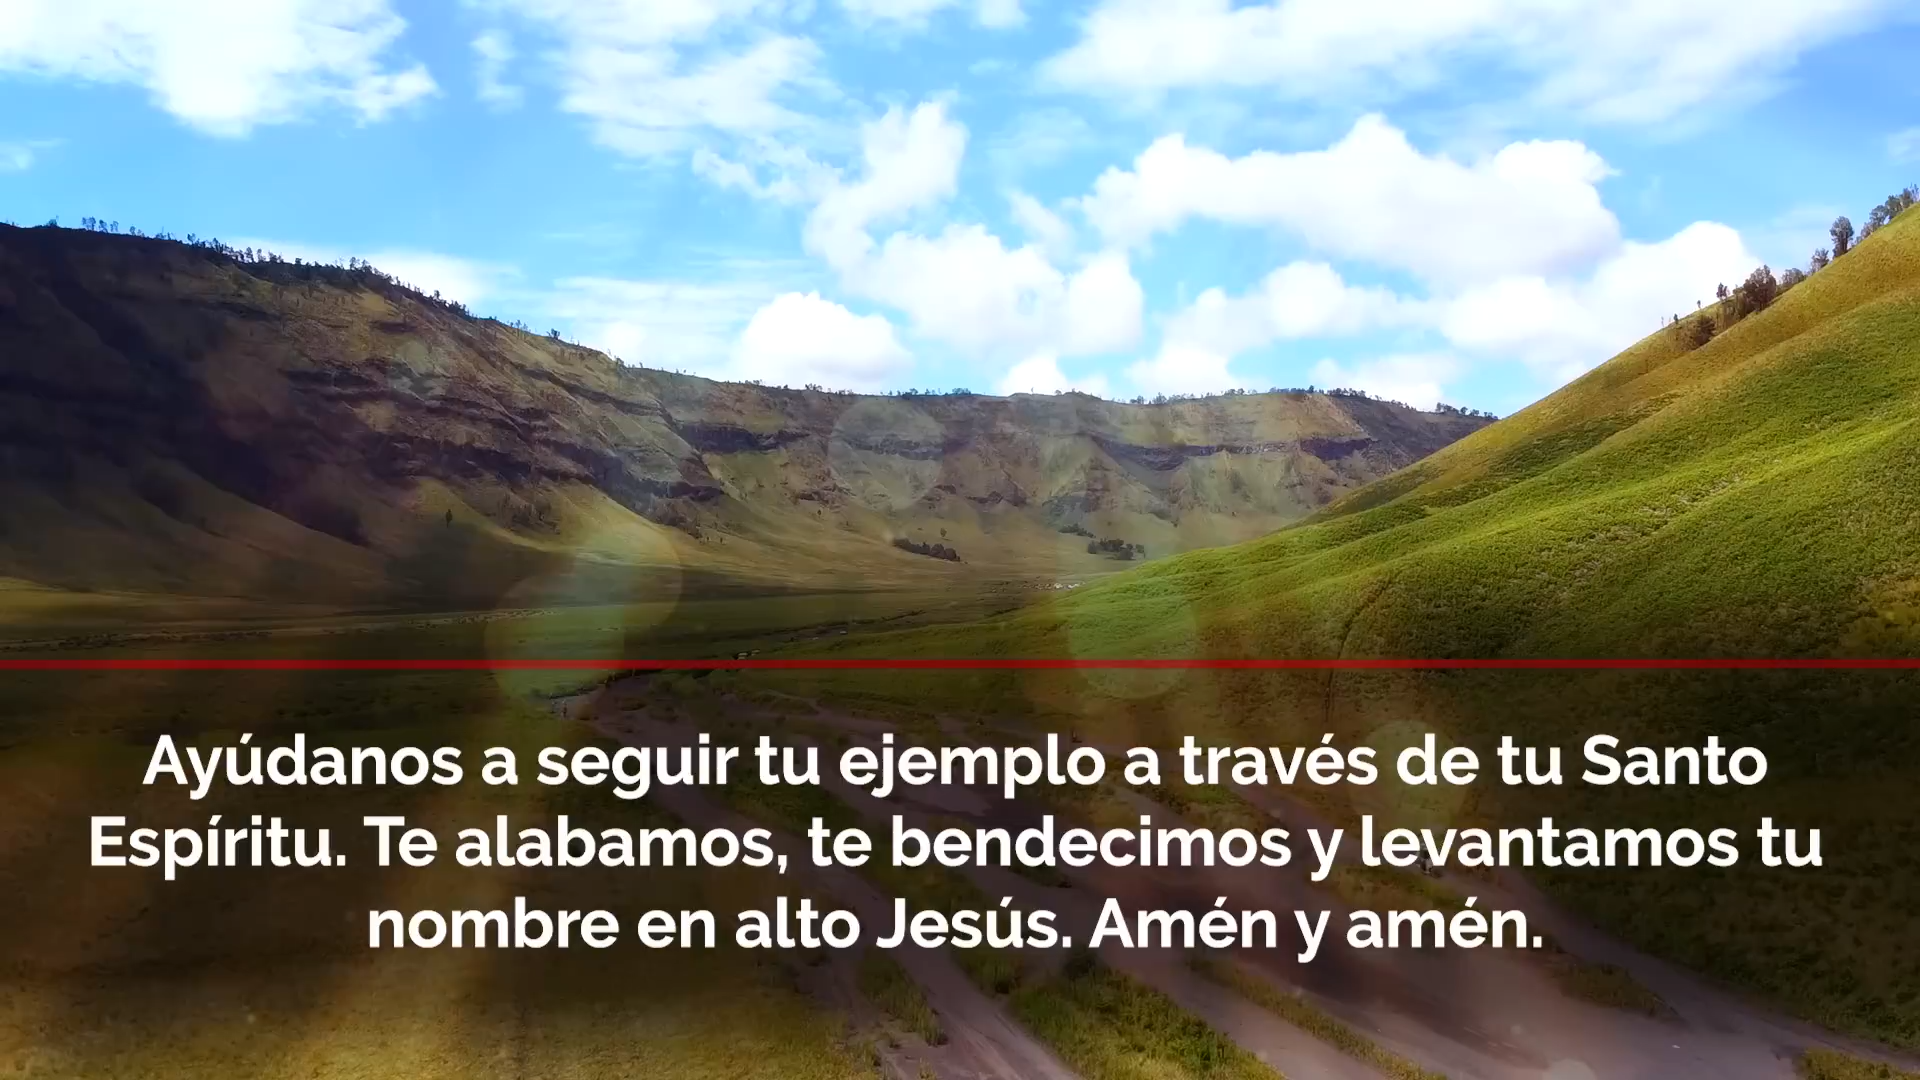 Ayúdanos a seguir tu ejemplo a través de tu Santo
Espíritu. Te alabamos, te bendecimos y levantamos tu
nombre en alto Jesús. Amén y amén.